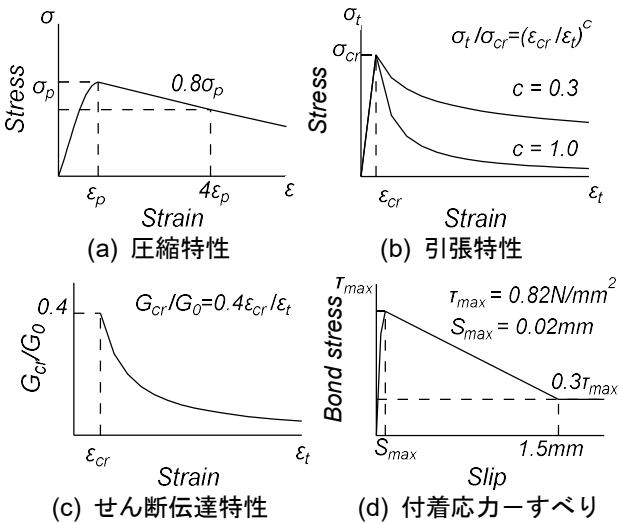 σ
Stress
σp
0.8σp
εp
4εp
ε
Strain
(a) 圧縮特性
σt
σt/σcr=(εcr/εt)^c
σcr
Stress
c = 0.3
c = 1.0
εcr
εt
Strain
(b) 引張特性
0.4
Gcr/G0=0.4εcr/εt
Gcr/G0
εcr
εt
Strain
(c) せん断伝達特性
τmax
τmax = 0.82N/mm²
Smax = 0.02mm
Bond stress
0.3τmax
Smax
1.5mm
Slip
(d) 付着応力ーすべり